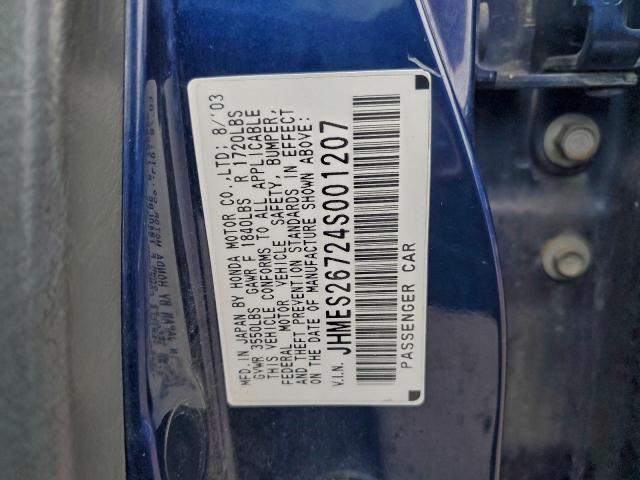 MFD.IN JAPAN BY HONDA MOTOR CO.,LTD; 8/'03
GVWR 3550LBS GAWR F 1840LBS R 1720LBS
THIS VEHICLE CONFORMS TO ALL APPLICABLE
FEDERAL MOTOR VEHICLE SAFETY, BUMPER,
AND THEFT PREVENTION STANDARDS IN EFFECT
ON THE DATE OF MANUFACTURE SHOWN ABOVE:
V.I.N. JHMES26724S001207
PASSENGER CAR